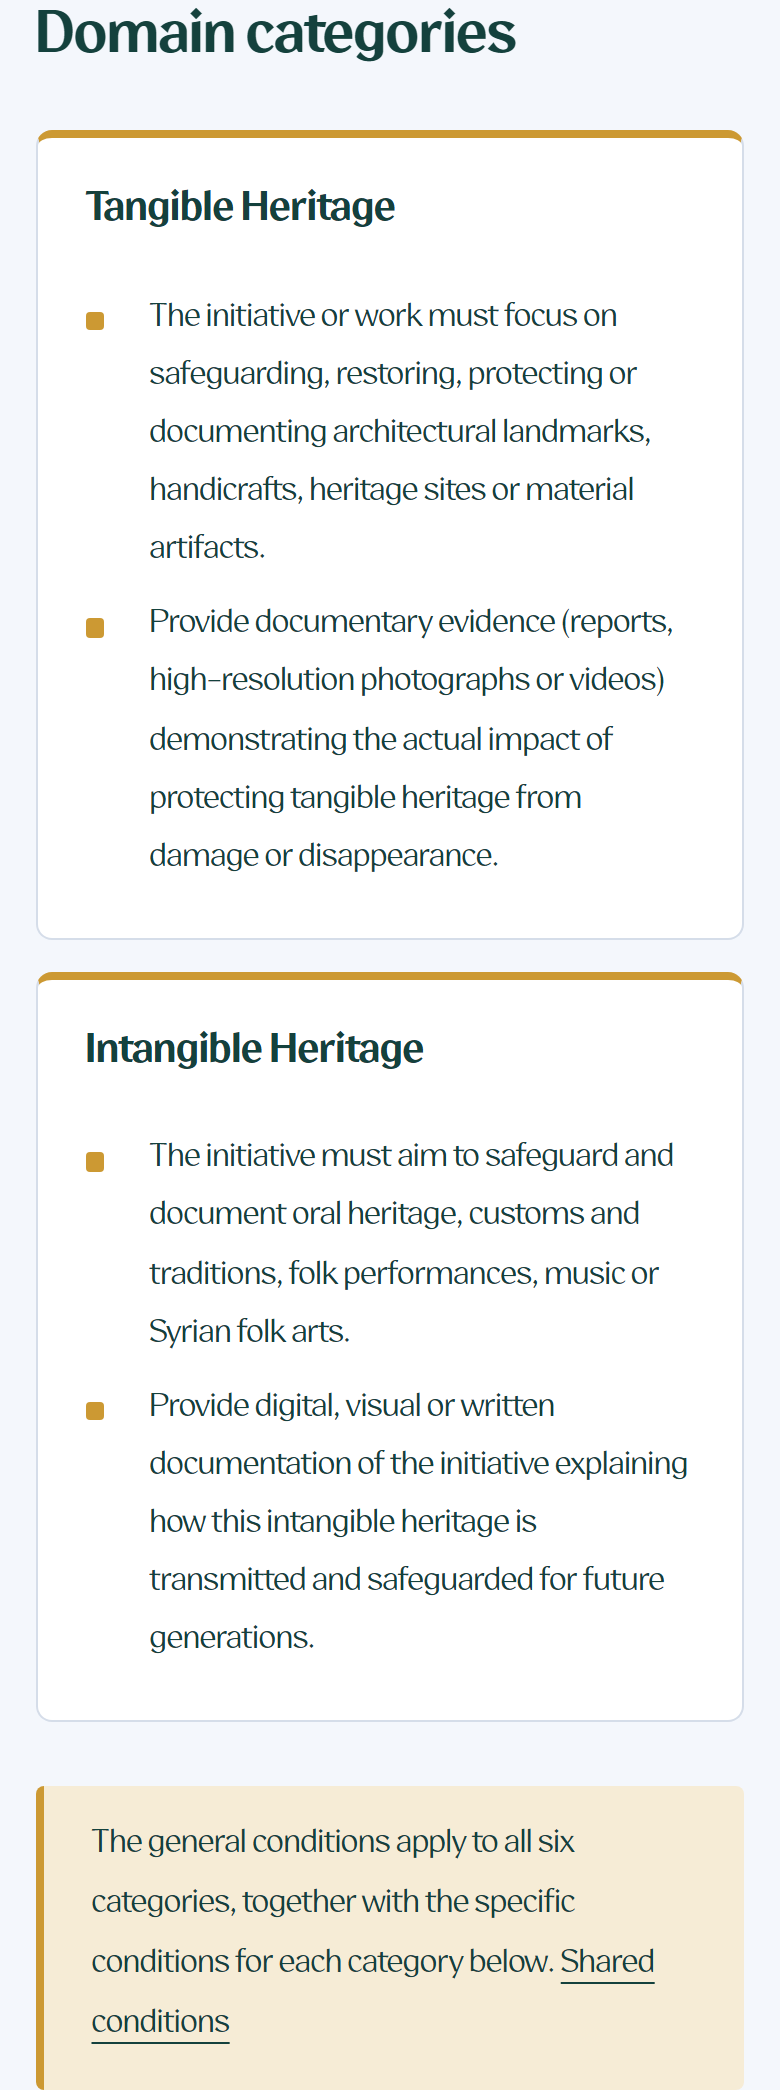 Domain categories
Tangible Heritage
The initiative or work must focus on
safeguarding, restoring, protecting or
documenting architectural landmarks,
handicrafts, heritage sites or material
artifacts.
Provide documentary evidence (reports,
high-resolution photographs or videos)
demonstrating the actual impact of
protecting tangible heritage from
damage or disappearance.
Intangible Heritage
The initiative must aim to safeguard and
document oral heritage, customs and
traditions, folk performances, music or
Syrian folk arts.
Provide digital, visual or written
documentation of the initiative explaining
how this intangible heritage is
transmitted and safeguarded for future
generations.
The general conditions apply to all six
categories, together with the specific
conditions for each category below. Shared
conditions